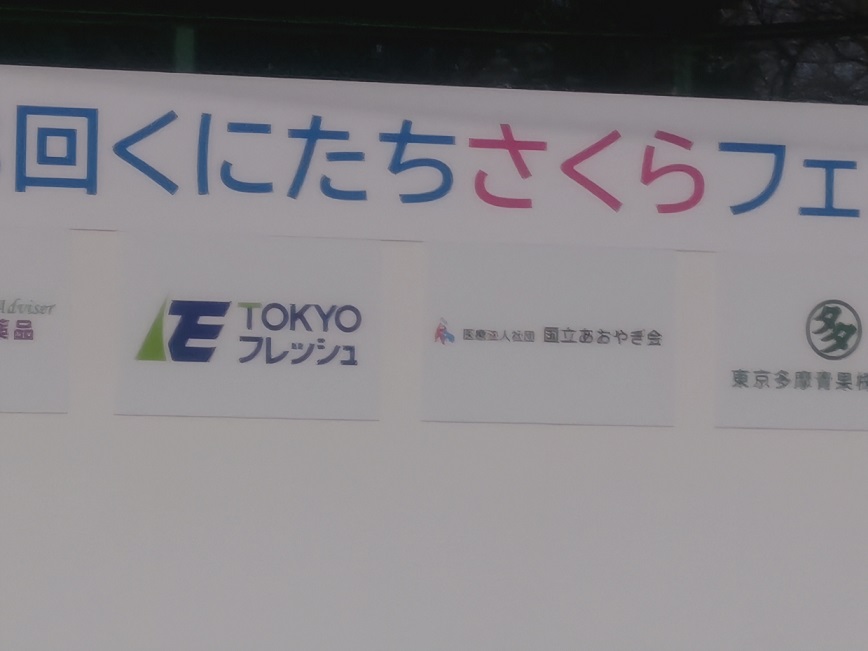 回くにたちさくらフェ
Adviser
薬品
TOKYO
フレッシュ
医療法人社団 国立あおやぎ会
多
東京多摩青果株